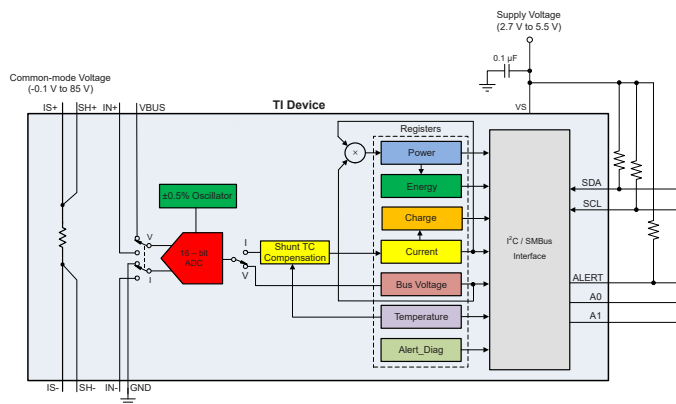 Supply Voltage
(2.7 V to 5.5 V)
0.1 µF
Common-mode Voltage
(-0.1 V to 85 V)
IS+ SH+ IN+ VBUS
TI Device
VS
Registers
Power
Energy
Charge
Current
Bus Voltage
Temperature
Alert_Diag
±0.5% Oscillator
16 – bit
ADC
V
I
I
V
Shunt TC
Compensation
I²C / SMBus
Interface
SDA
SCL
ALERT
A0
A1
IS- SH- IN- GND